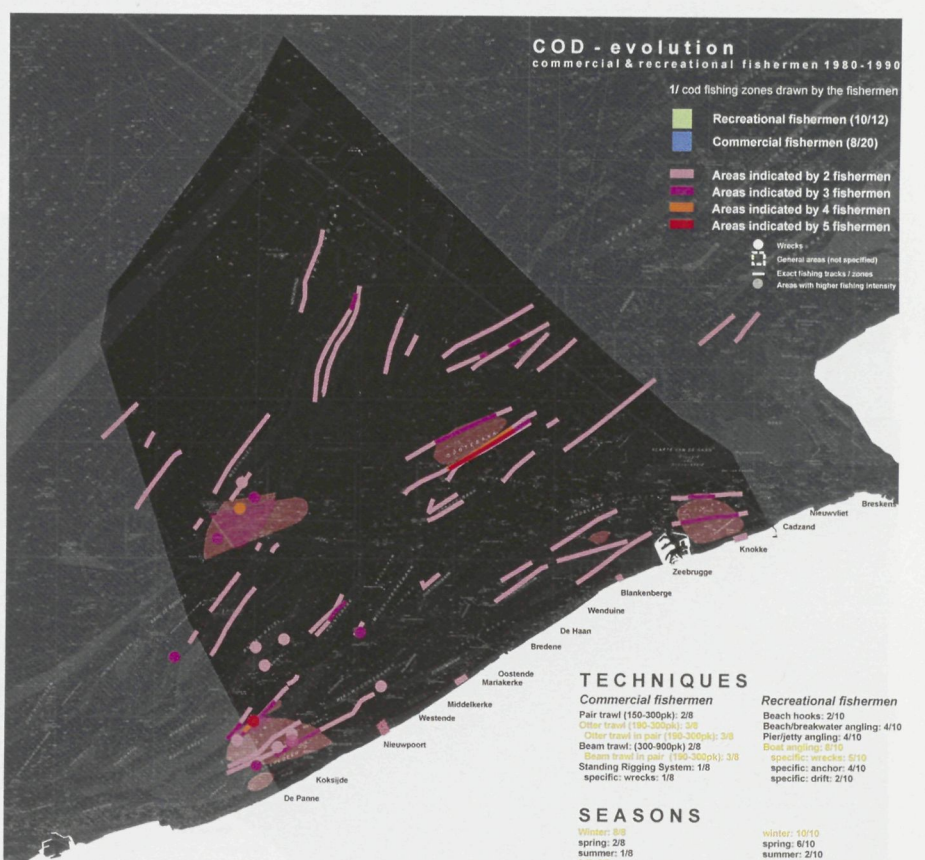 COD - evolution
commercial & recreational fishermen 1980-1990
1/ cod fishing zones drawn by the fishermen
Recreational fishermen (10/12)
Commercial fishermen (8/20)
Areas indicated by 2 fishermen
Areas indicated by 3 fishermen
Areas indicated by 4 fishermen
Areas indicated by 5 fishermen
Wrecks
General areas (not specified)
Exact fishing tracks / zones
Areas with higher fishing intensity
Breskens
Nieuwvliet
Cadzand
Knokke
Zeebrugge
Blankenberge
Wenduine
De Haan
Bredene
Oostende
Mariakerke
Middelkerke
Westende
Nieuwpoort
Koksijde
De Panne
TECHNIQUES
Commercial fishermen
Pair trawl (150-300pk): 2/8
Otter trawl (190-300pk): 3/8
Otter trawl in pair (190-300pk): 3/8
Beam trawl: (300-900pk) 2/8
Beam trawl in pair (190-300pk): 3/8
Standing Rigging System: 1/8
specific: wrecks: 1/8
Recreational fishermen
Beach hooks: 2/10
Beach/breakwater angling: 4/10
Pier/jetty angling: 4/10
Boat angling: 8/10
specific: wrecks: 5/10
specific: anchor: 4/10
specific: drift: 2/10
SEASONS
Winter: 8/8
spring: 2/8
summer: 1/8
winter: 10/10
spring: 6/10
summer: 2/10